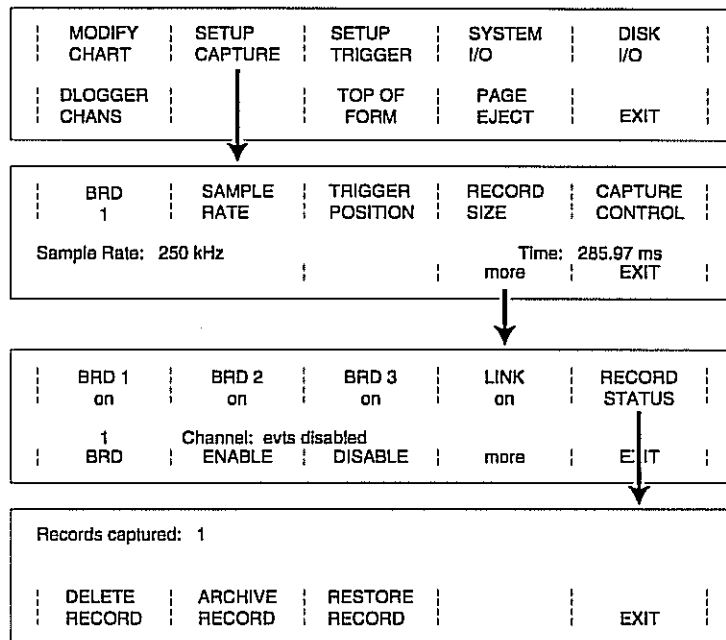 MODIFY SETUP SETUP SYSTEM DISK
CHART CAPTURE TRIGGER I/O I/O
DLOGGER TOP OF PAGE
CHANS FORM EJECT EXIT
BRD SAMPLE TRIGGER RECORD CAPTURE
1 RATE POSITION SIZE CONTROL
Sample Rate: 250 kHz Time: 285.97 ms
more EXIT
BRD 1 BRD 2 BRD 3 LINK RECORD
on on on on STATUS
1 Channel: evts disabled
BRD ENABLE DISABLE more EXIT
Records captured: 1
DELETE ARCHIVE RESTORE
RECORD RECORD RECORD EXIT